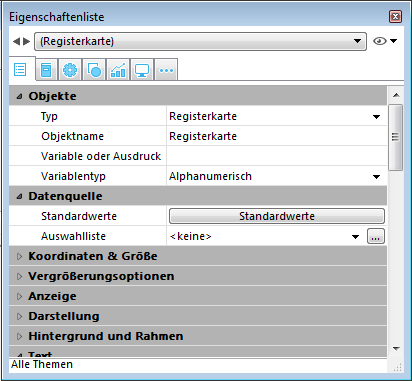 Eigenschaftenliste
(Registerkarte)
Objekte
Typ Registerkarte
Objektname Registerkarte
Variable oder Ausdruck
Variablentyp Alphanumerisch
Datenquelle
Standardwerte Standardwerte
Auswahlliste <keine> ...
Koordinaten & Größe
Vergrößerungsoptionen
Anzeige
Darstellung
Hintergrund und Rahmen
Text
Alle Themen